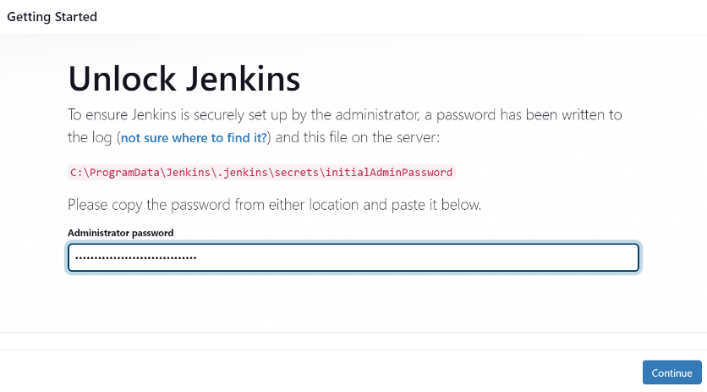 Getting Started
Unlock Jenkins
To ensure Jenkins is securely set up by the administrator, a password has been written to
the log (not sure where to find it?) and this file on the server:
C:\ProgramData\Jenkins\.jenkins\secrets\initialAdminPassword
Please copy the password from either location and paste it below.
Administrator password
••••••••••••••••••••••••••••••••
Continue